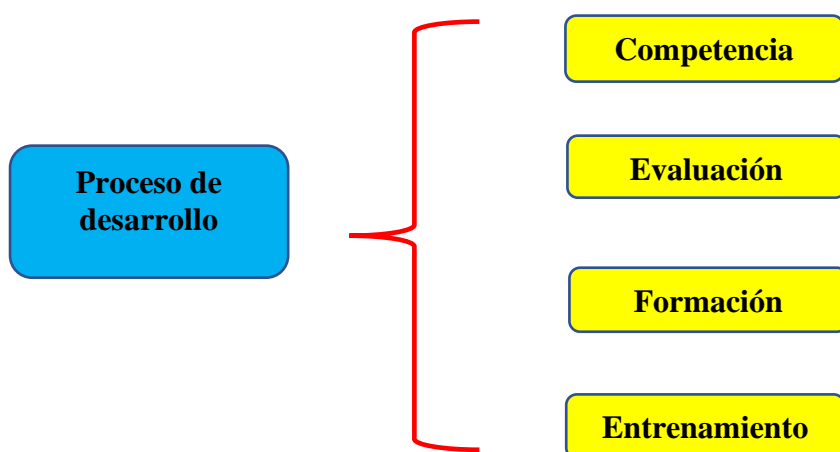 Proceso de
desarrollo
Competencia
Evaluación
Formación
Entrenamiento